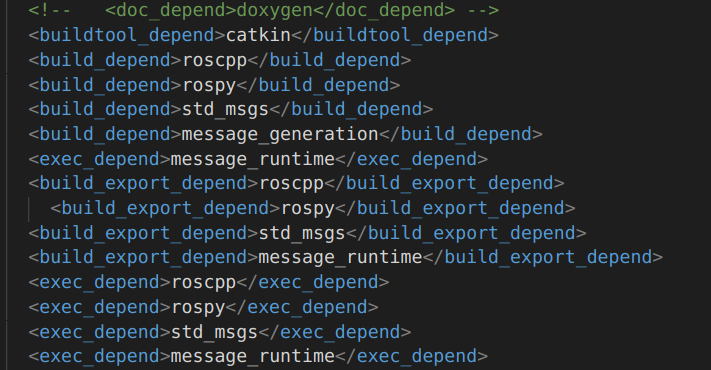 <!--   <doc_depend>doxygen</doc_depend> -->
<buildtool_depend>catkin</buildtool_depend>
<build_depend>roscpp</build_depend>
<build_depend>rospy</build_depend>
<build_depend>std_msgs</build_depend>
<build_depend>message_generation</build_depend>
<exec_depend>message_runtime</exec_depend>
<build_export_depend>roscpp</build_export_depend>
  <build_export_depend>rospy</build_export_depend>
<build_export_depend>std_msgs</build_export_depend>
<build_export_depend>message_runtime</build_export_depend>
<exec_depend>roscpp</exec_depend>
<exec_depend>rospy</exec_depend>
<exec_depend>std_msgs</exec_depend>
<exec_depend>message_runtime</exec_depend>